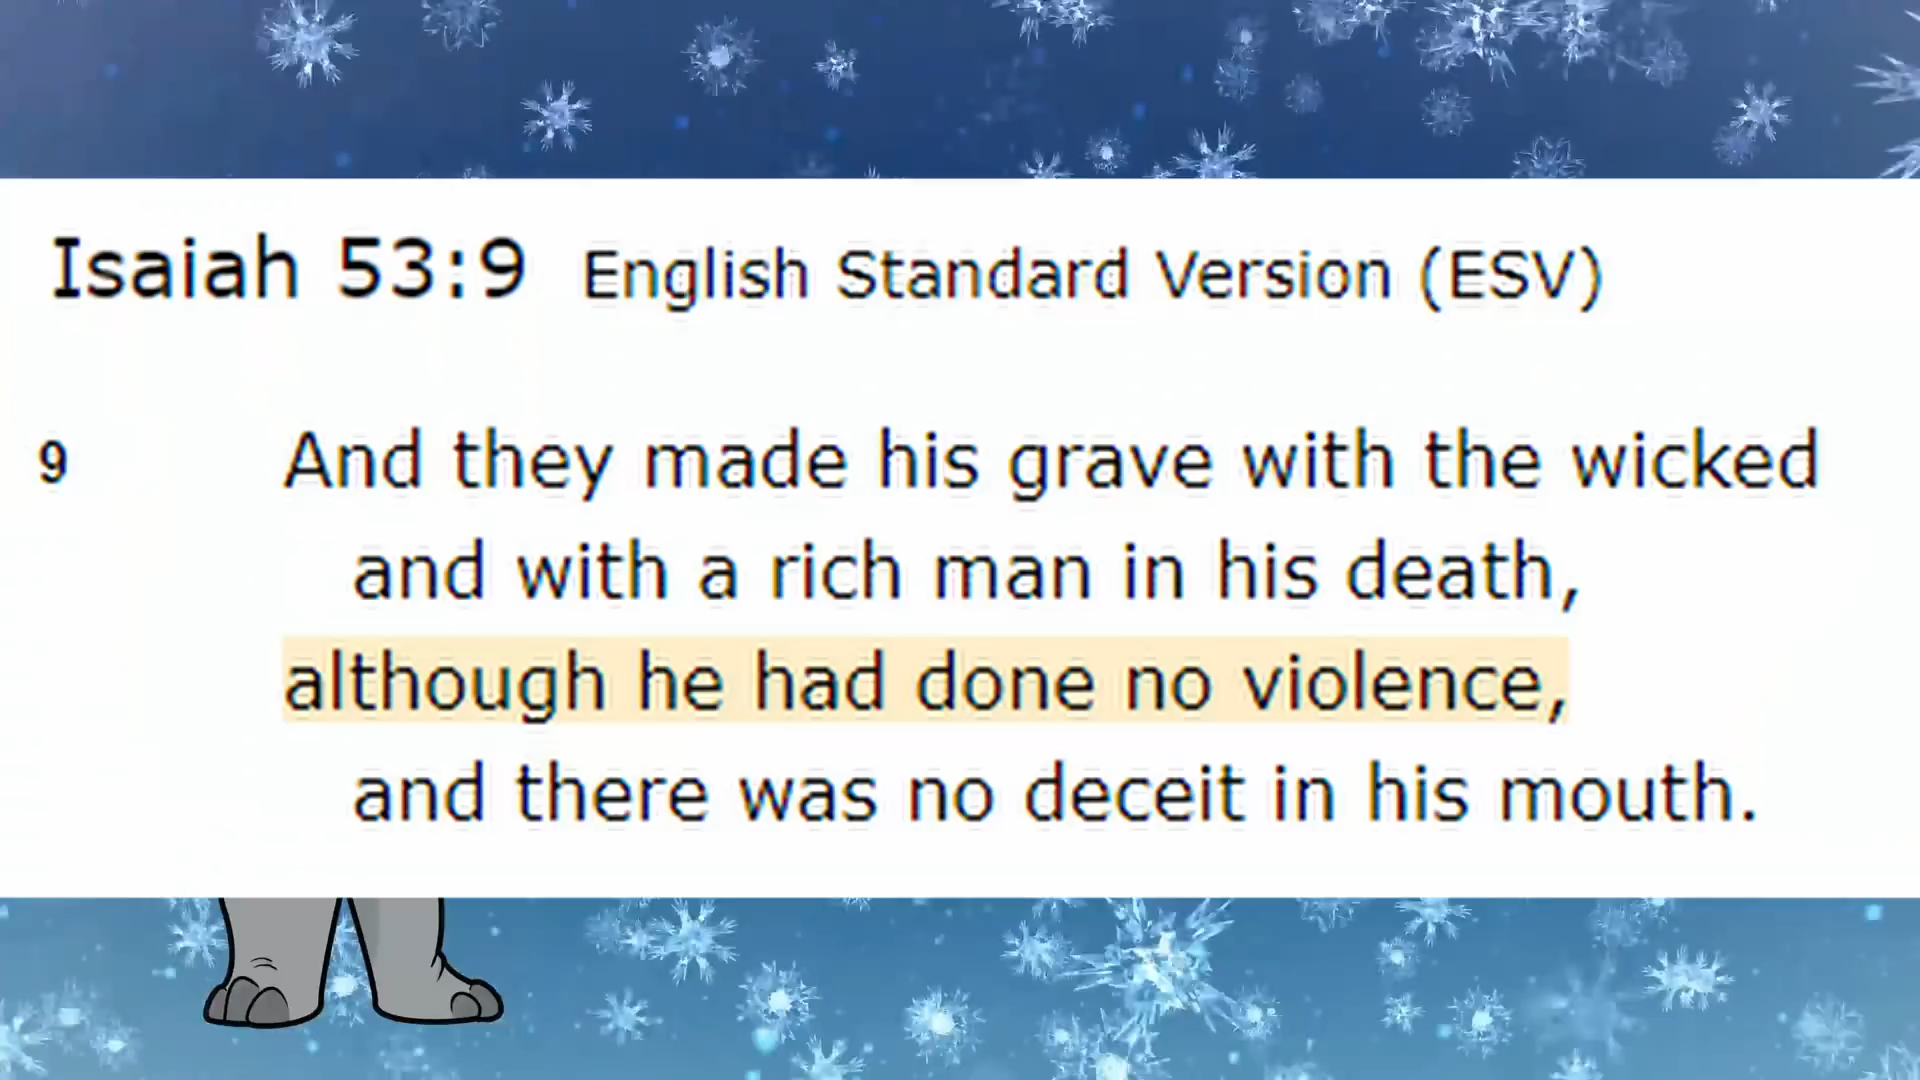 Isaiah 53:9 English Standard Version (ESV)
9 And they made his grave with the wicked
and with a rich man in his death,
although he had done no violence,
and there was no deceit in his mouth.